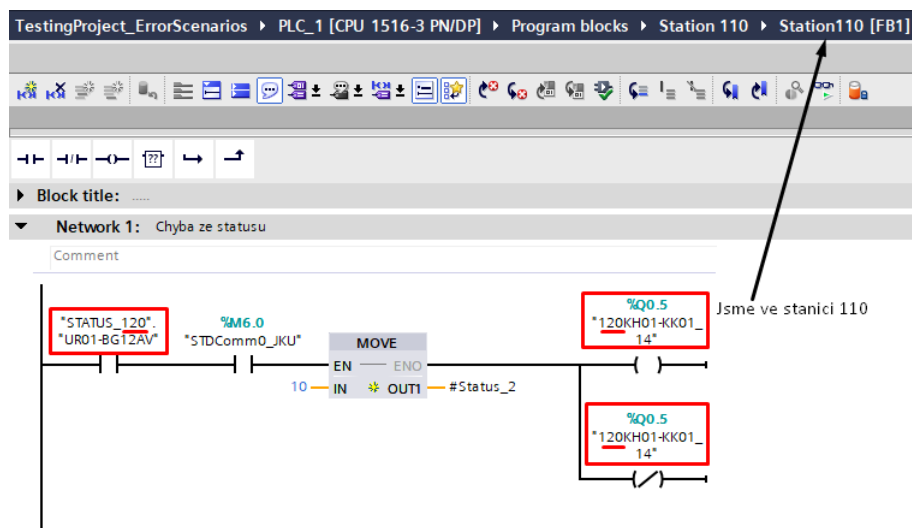 TestingProject_ErrorScenarios ▸ PLC_1 [CPU 1516-3 PN/DP] ▸ Program blocks ▸ Station 110 ▸ Station110 [FB1]
??
Block title: .....
Network 1: Chyba ze statusu
Comment
Jsme ve stanici 110
"STATUS_120".
"UR01-BG12AV"
%M6.0
"STDComm0_JKU"
MOVE
EN ENO
10 IN OUT1 #Status_2
%Q0.5
"120KH01-KK01_
14"
%Q0.5
"120KH01-KK01_
14"